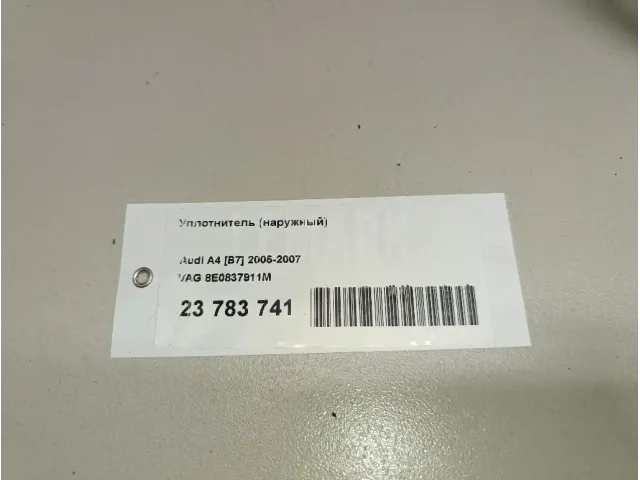 Уплотнитель (наружный)
Audi A4 [B7] 2005-2007
VAG 8E0837911M
23 783 741